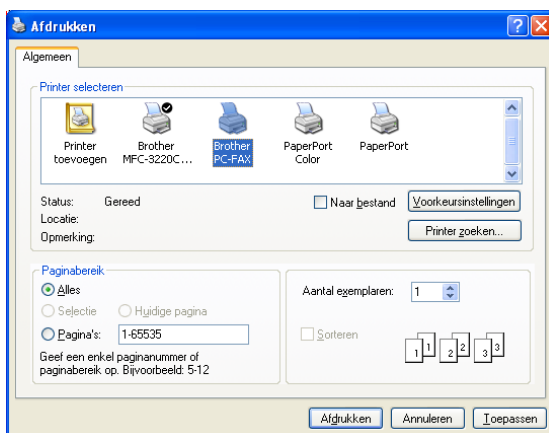 Afdrukken
Algemeen
Printer selecteren
Printer toevoegen
Brother MFC-3220C...
Brother PC-FAX
PaperPort Color
PaperPort
Status: Gereed
Locatie:
Opmerking:
Naar bestand
Voorkeursinstellingen
Printer zoeken...
Paginabereik
Alles
Selectie Huidige pagina
Pagina's: 1-65535
Geef een enkel paginanummer of
paginabereik op. Bijvoorbeeld: 5-12
Aantal exemplaren: 1
Sorteren
1 1 2 2 3 3
Afdrukken Annuleren Toepassen